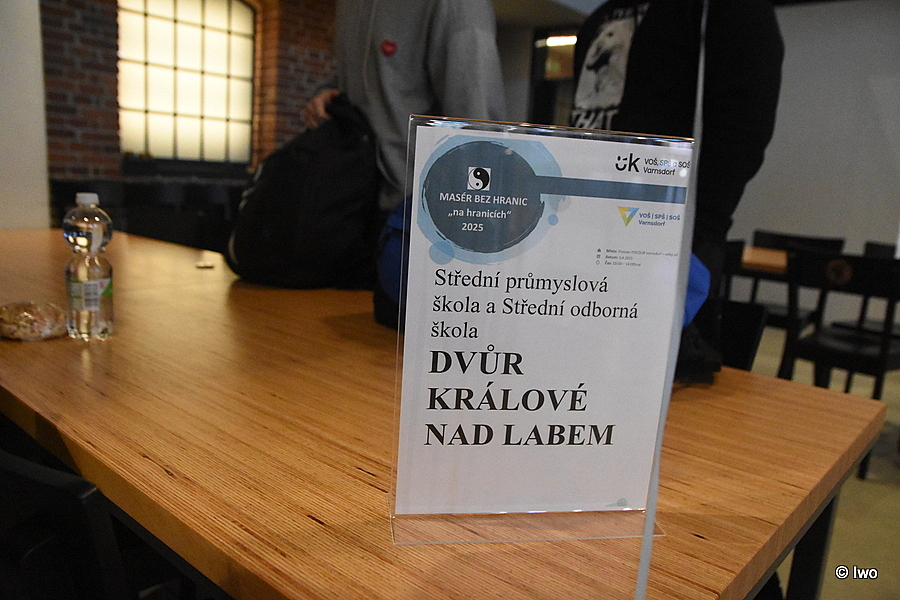 MASÉR BEZ HRANIC
„na hranicích“
2025
VOŠ, SPŠ a SOŠ
Varnsdorf
VOŠ | SPŠ | SOŠ
Varnsdorf
Střední průmyslová
škola a Střední odborná
škola
DVŮR
KRÁLOVÉ
NAD LABEM
© Iwo